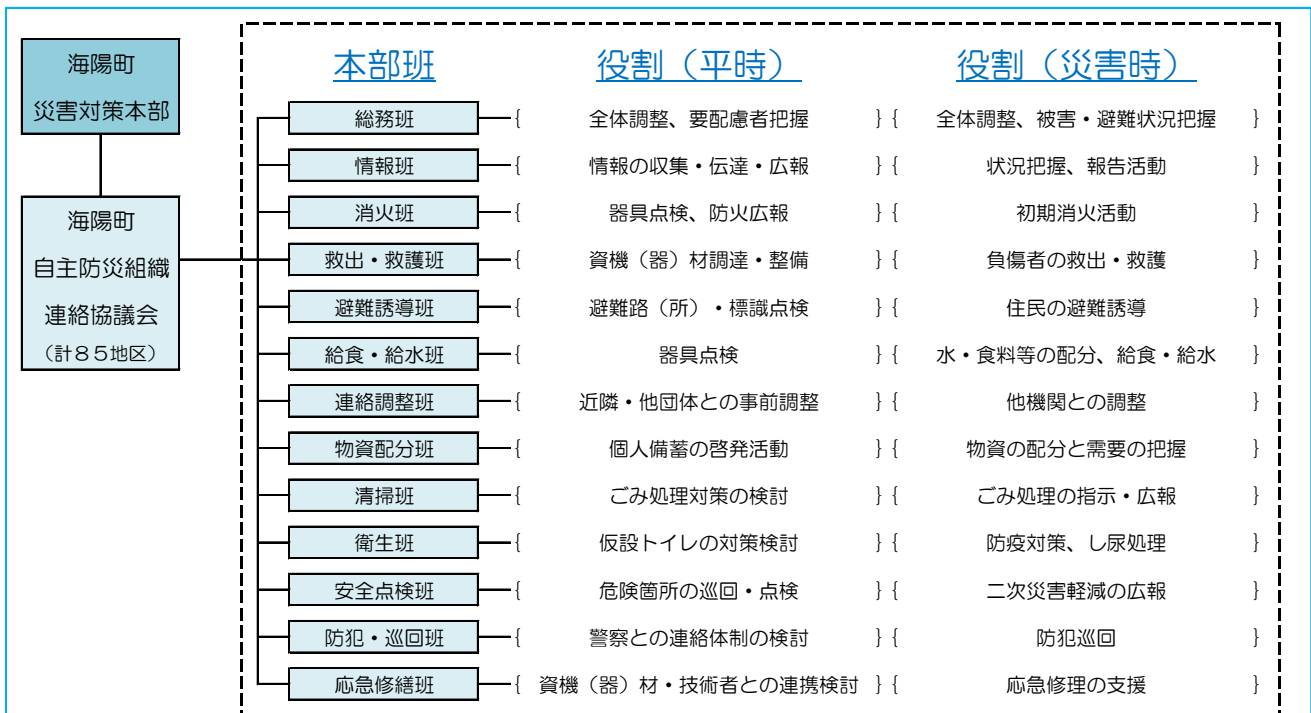 海陽町
災害対策本部
海陽町
自主防災組織
連絡協議会
（計８５地区）
本部班 役割（平時） 役割（災害時）
総務班 { 全体調整、要配慮者把握 } { 全体調整、被害・避難状況把握 }
情報班 { 情報の収集・伝達・広報 } { 状況把握、報告活動 }
消火班 { 器具点検、防火広報 } { 初期消火活動 }
救出・救護班 { 資機（器）材調達・整備 } { 負傷者の救出・救護 }
避難誘導班 { 避難路（所）・標識点検 } { 住民の避難誘導 }
給食・給水班 { 器具点検 } { 水・食料等の配分、給食・給水 }
連絡調整班 { 近隣・他団体との事前調整 } { 他機関との調整 }
物資配分班 { 個人備蓄の啓発活動 } { 物資の配分と需要の把握 }
清掃班 { ごみ処理対策の検討 } { ごみ処理の指示・広報 }
衛生班 { 仮設トイレの対策検討 } { 防疫対策、し尿処理 }
安全点検班 { 危険箇所の巡回・点検 } { 二次災害軽減の広報 }
防犯・巡回班 { 警察との連絡体制の検討 } { 防犯巡回 }
応急修繕班 { 資機（器）材・技術者との連携検討 } { 応急修理の支援 }